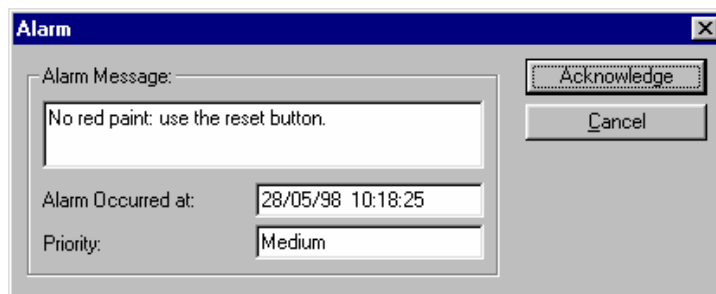 Alarm
Alarm Message:
Acknowledge
No red paint: use the reset button.
Cancel
Alarm Occurred at: 28/05/98 10:18:25
Priority: Medium